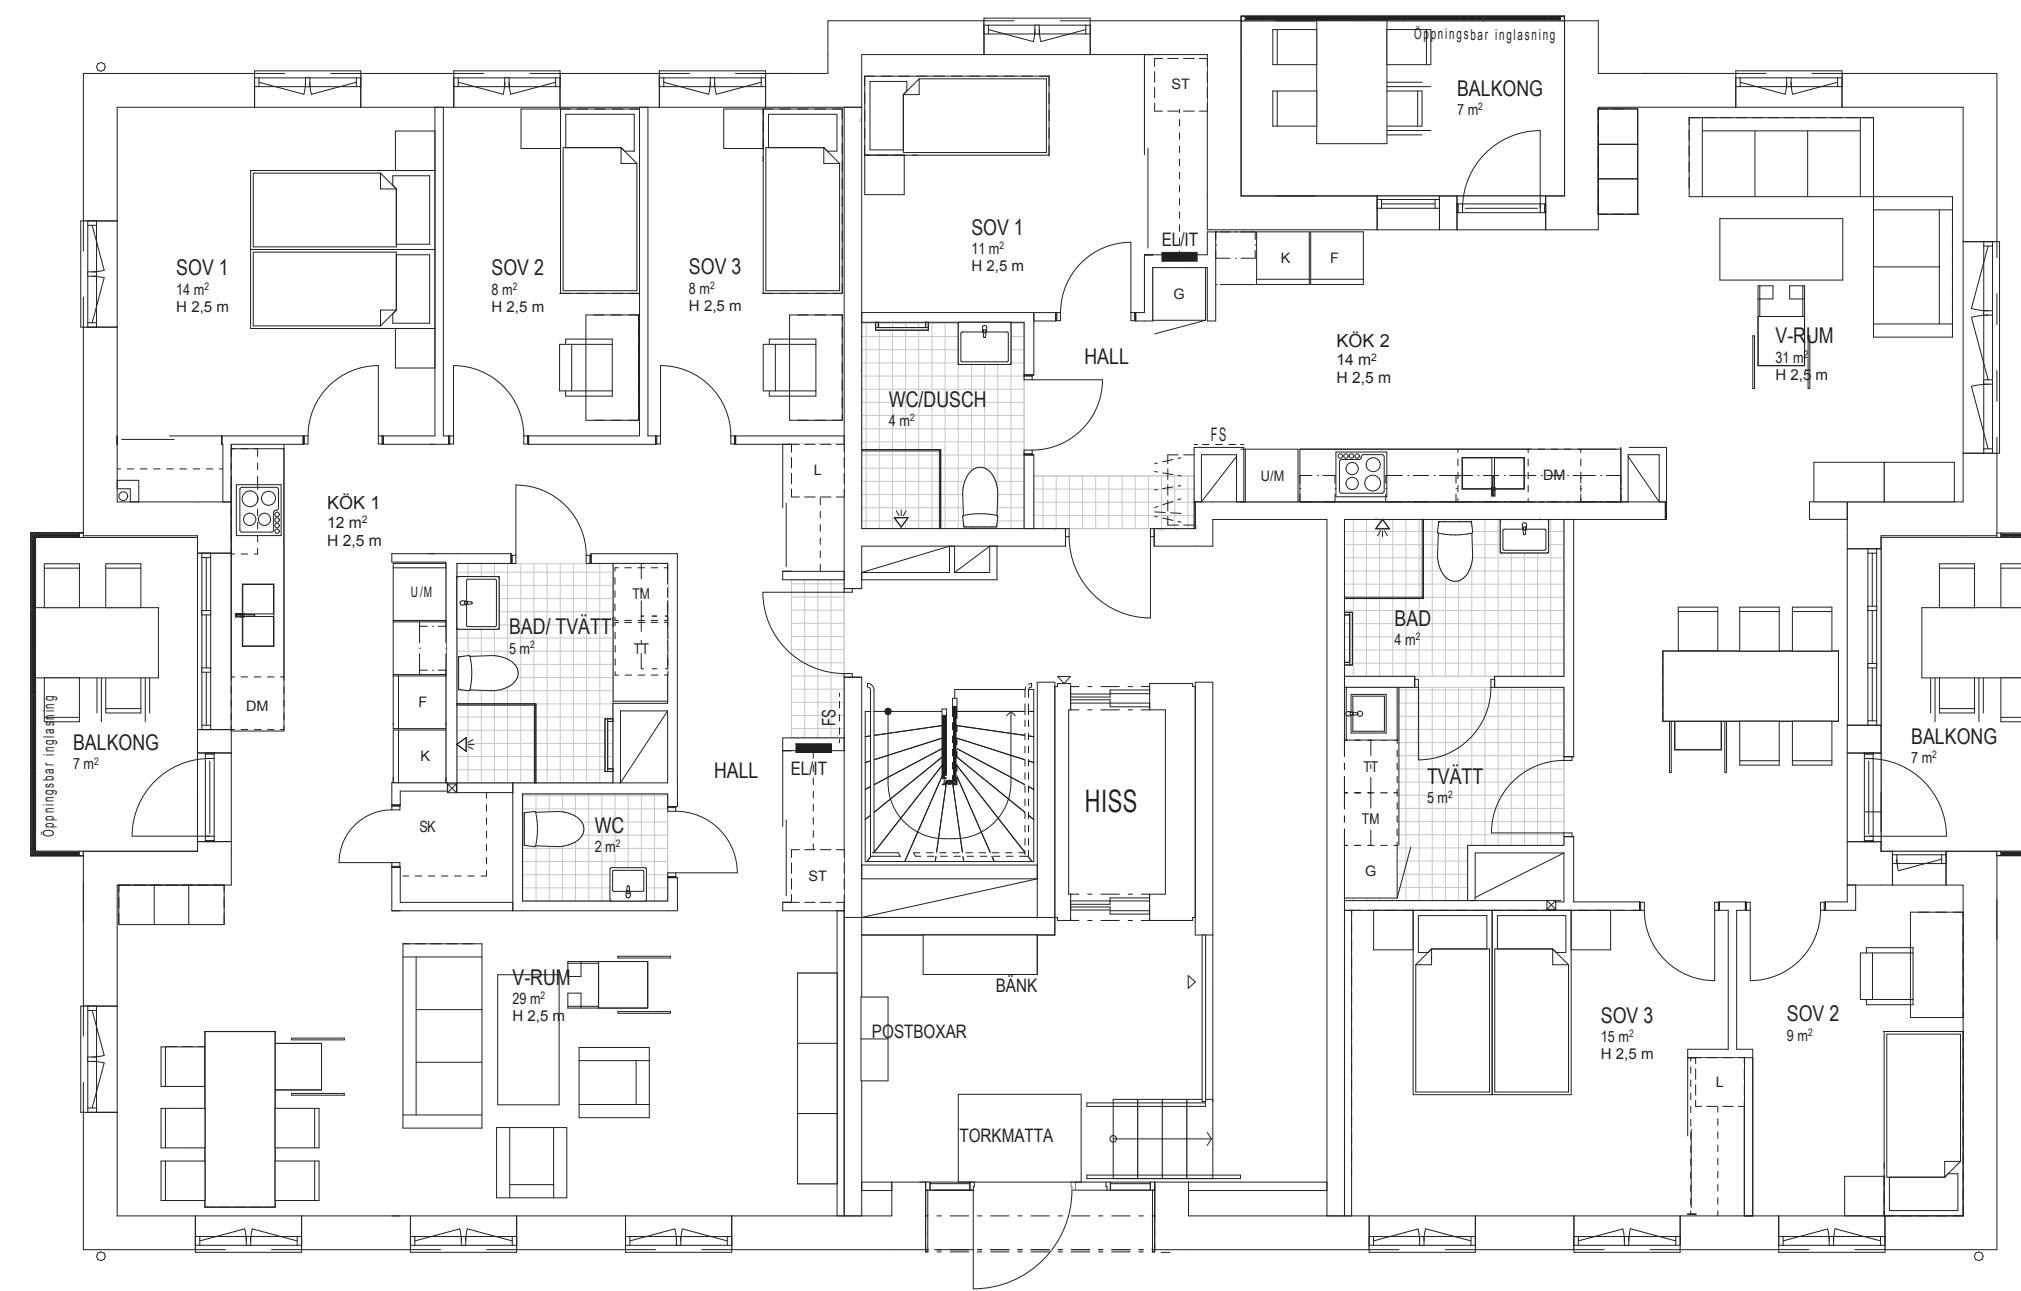 Öppningsbar inglasning
ST
BALKONG
7 m²
SOV 1
11 m²
H 2,5 m
EL/IT
K
F
G
SOV 1
14 m²
H 2,5 m
SOV 2
8 m²
H 2,5 m
SOV 3
8 m²
H 2,5 m
HALL
KÖK 2
14 m²
H 2,5 m
V-RUM
31 m²
H 2,5 m
WC/DUSCH
4 m²
FS
U/M
DM
L
KÖK 1
12 m²
H 2,5 m
U/M
TM
BAD/ TVÄTT
5 m²
TT
F
DM
K
BALKONG
7 m²
Öppningsbar inglasning
HALL
FS
EL/IT
HISS
BAD
4 m²
TT
TVÄTT
5 m²
TM
G
BALKONG
7 m²
SK
WC
2 m²
ST
V-RUM
29 m²
H 2,5 m
BÄNK
POSTBOXAR
TORKMATTA
SOV 3
15 m²
H 2,5 m
SOV 2
9 m²
L